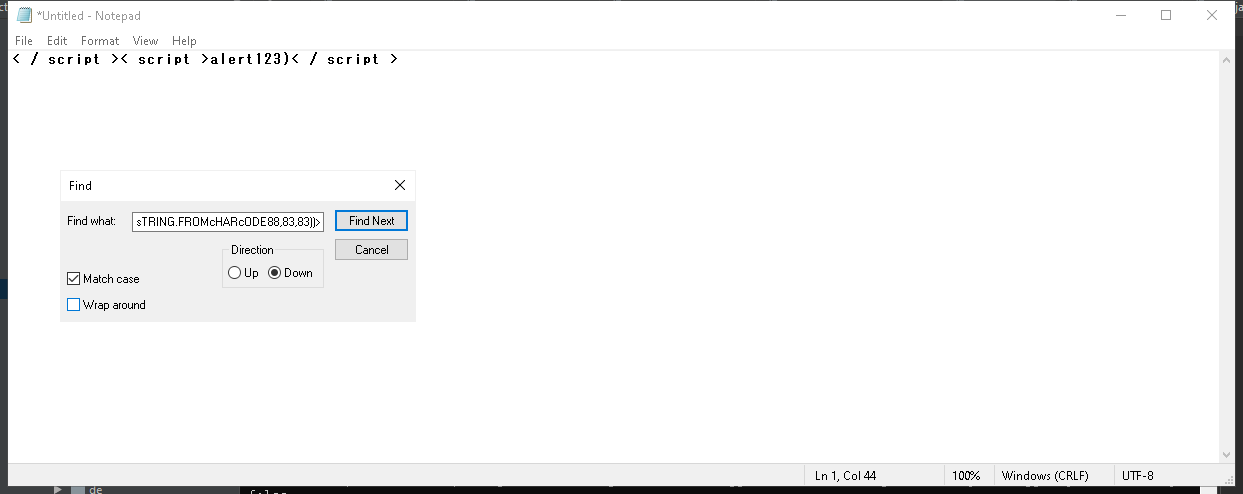 *Untitled - Notepad
File Edit Format View Help
< / script >< script >alert123)< / script >
Find
Find what: sTRING.FROMcHARcODE88,83,83))> Find Next
Direction Cancel
Up Down
Match case
Wrap around
Ln 1, Col 44 100% Windows (CRLF) UTF-8
de